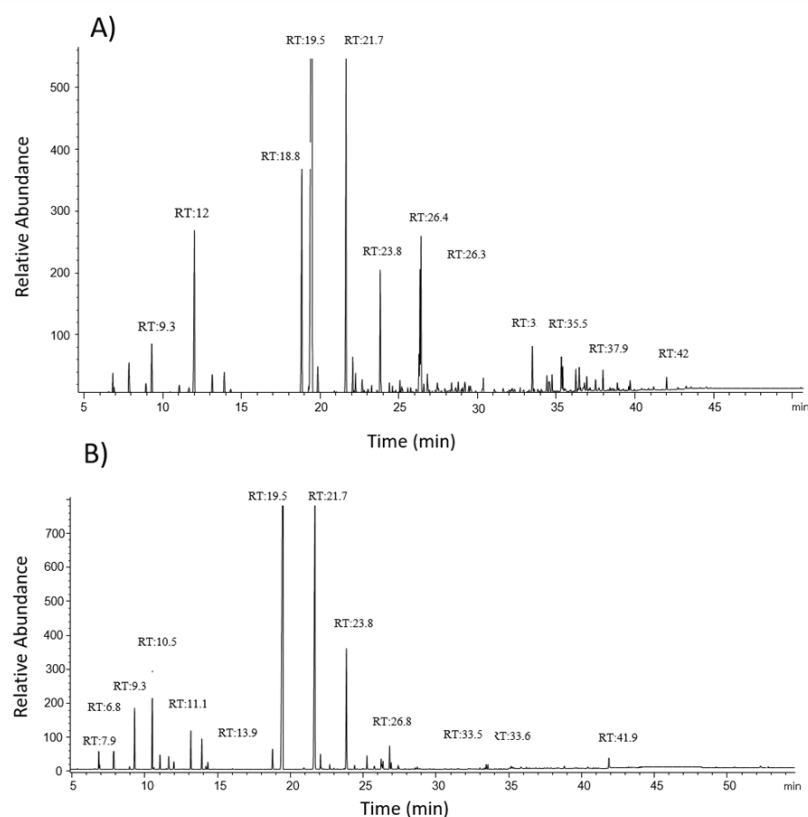 A)
RT:19.5 RT:21.7
500
400
RT:18.8
300
RT:12
RT:26.4
RT:23.8 RT:26.3
200
RT:9.3
RT:3 RT:35.5
100
RT:37.9
RT:42
5 10 15 20 25 30 35 40 45 min
Relative Abundance
Time (min)
B)
RT:19.5 RT:21.7
700
600
500
400
RT:23.8
300
RT:10.5
RT:9.3
200
RT:6.8 RT:11.1
RT:26.8
RT:13.9
RT:33.5 RT:33.6 RT:41.9
100
RT:7.9
0
5 10 15 20 25 30 35 40 45 50 min
Relative Abundance
Time (min)